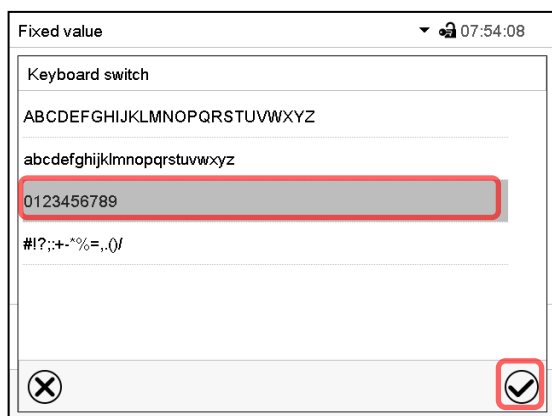 Fixed value 07:54:08
Keyboard switch
ABCDEFGHIJKLMNOPQRSTUVWXYZ
abcdefghijklmnopqrstuvwxyz
0123456789
#!?;:+-*%=,.()/